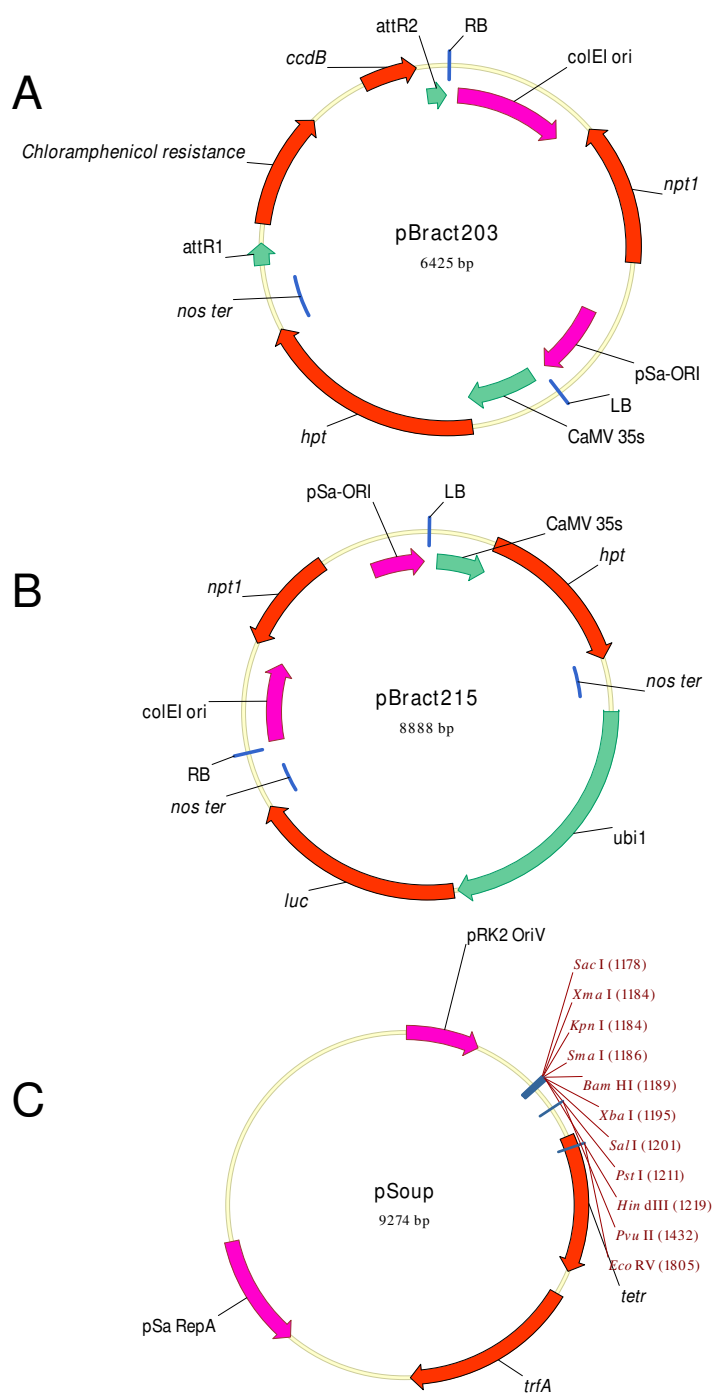 A
attR2
RB
ccdB
colEI ori
Chloramphenicol resistance
npt1
pBract203
6425 bp
attR1
nos ter
pSa-ORI
LB
hpt
CaMV 35s
B
pSa-ORI
LB
CaMV 35s
hpt
npt1
nos ter
pBract215
8888 bp
colEI ori
RB
nos ter
ubi1
luc
C
pRK2 OriV
Sac I (1178)
Xma I (1184)
Kpn I (1184)
Sma I (1186)
Bam HI (1189)
Xba I (1195)
Sal I (1201)
Pst I (1211)
Hin dIII (1219)
Pvu II (1432)
Eco RV (1805)
pSoup
9274 bp
tetr
pSa RepA
trfA